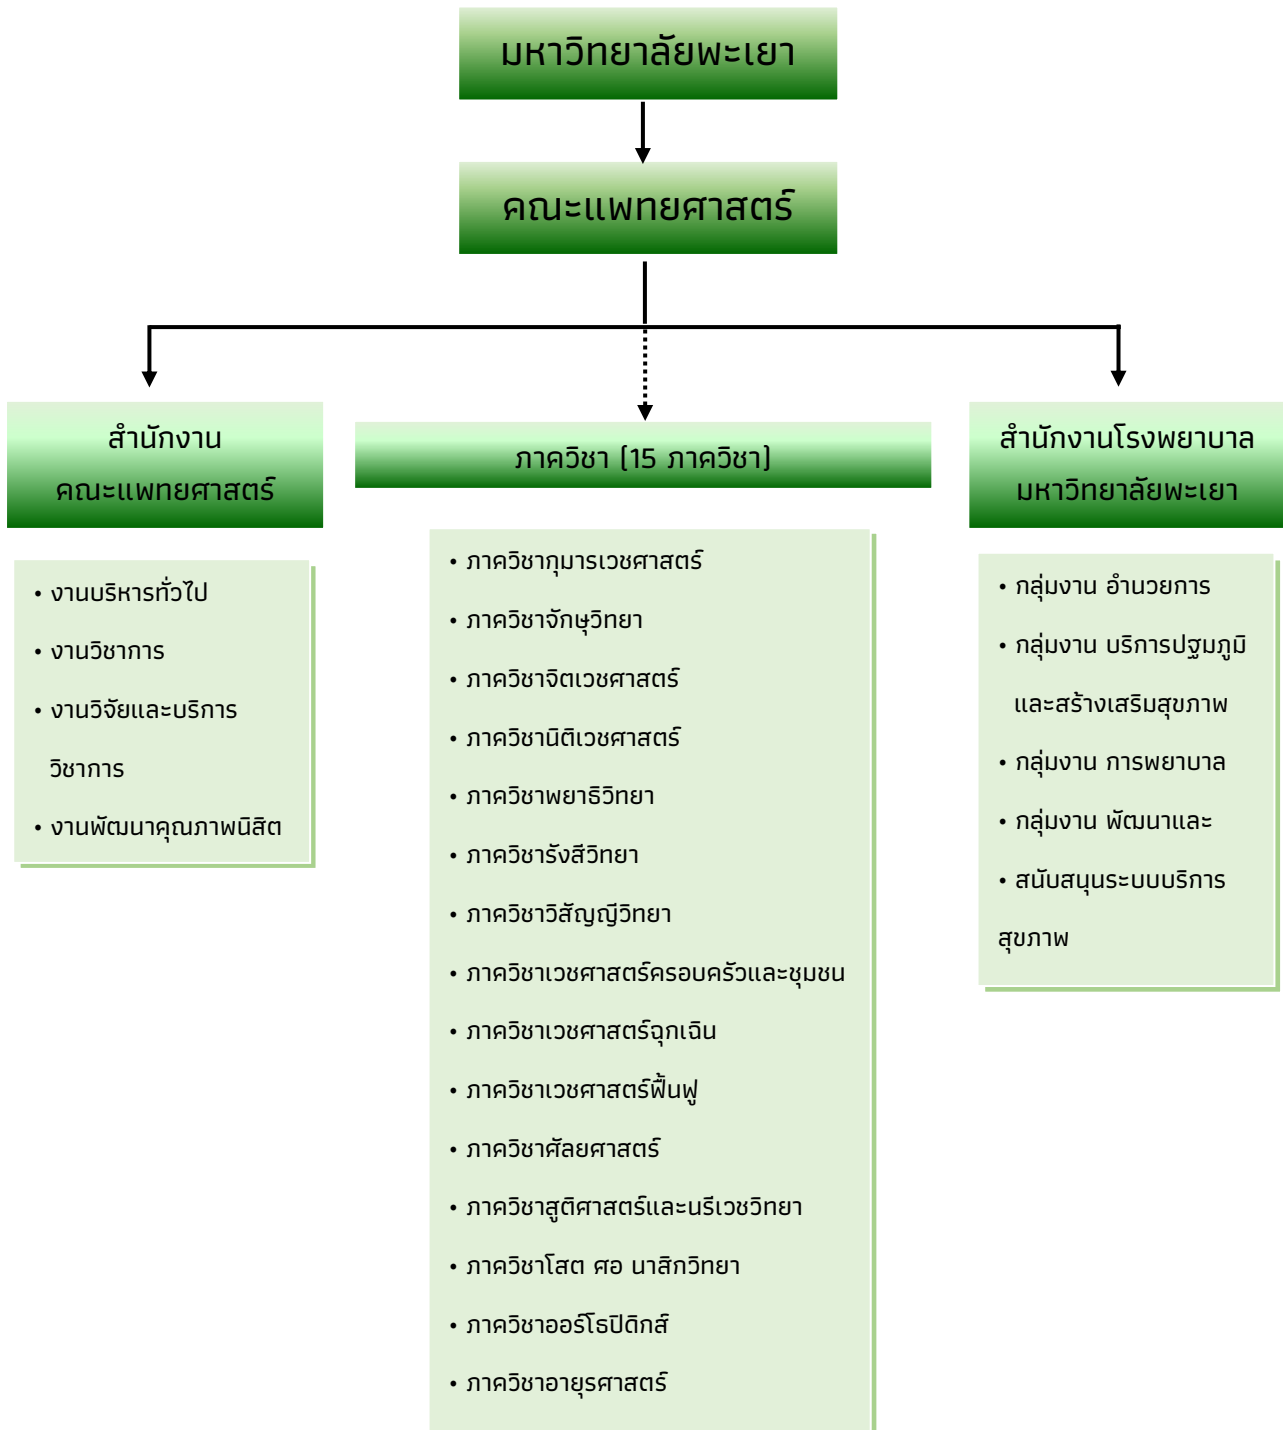 มหาวิทยาลัยพะเยา
คณะแพทยศาสตร์
สำนักงาน
คณะแพทยศาสตร์
• งานบริหารทั่วไป
• งานวิชาการ
• งานวิจัยและบริการ
วิชาการ
• งานพัฒนาคุณภาพนิสิต
ภาควิชา (15 ภาควิชา)
• ภาควิชากุมารเวชศาสตร์
• ภาควิชาจักษุวิทยา
• ภาควิชาจิตเวชศาสตร์
• ภาควิชานิติเวชศาสตร์
• ภาควิชาพยาธิวิทยา
• ภาควิชารังสีวิทยา
• ภาควิชาวิสัญญีวิทยา
• ภาควิชาเวชศาสตร์ครอบครัวและชุมชน
• ภาควิชาเวชศาสตร์ฉุกเฉิน
• ภาควิชาเวชศาสตร์ฟื้นฟู
• ภาควิชาศัลยศาสตร์
• ภาควิชาสูติศาสตร์และนรีเวชวิทยา
• ภาควิชาโสต ศอ นาสิกวิทยา
• ภาควิชาออร์โธปิดิกส์
• ภาควิชาอายุรศาสตร์
สำนักงานโรงพยาบาล
มหาวิทยาลัยพะเยา
• กลุ่มงาน อำนวยการ
• กลุ่มงาน บริการปฐมภูมิ
และสร้างเสริมสุขภาพ
• กลุ่มงาน การพยาบาล
• กลุ่มงาน พัฒนาและ
• สนับสนุนระบบบริการ
สุขภาพ